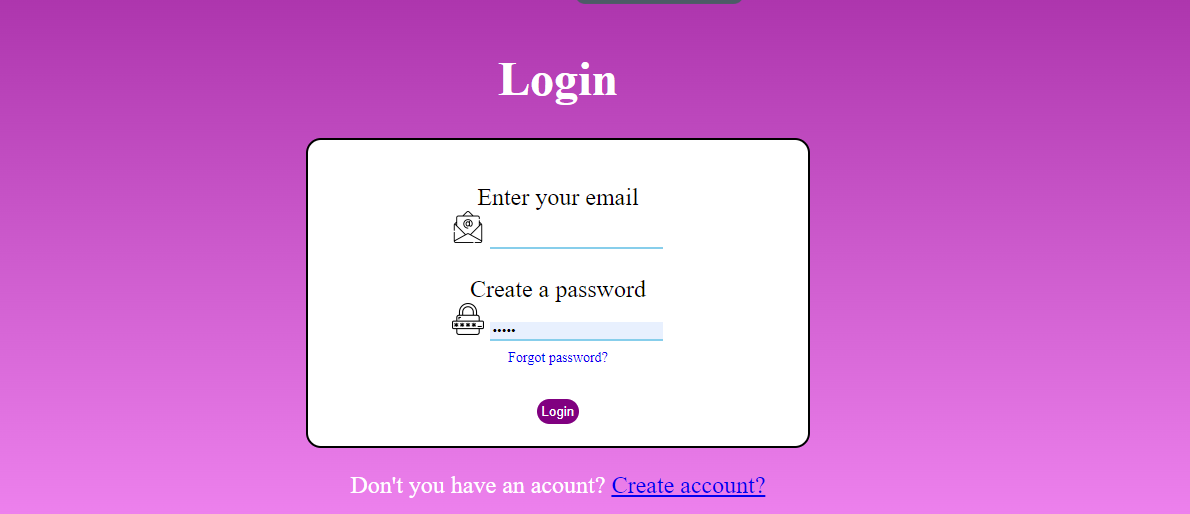 Login
Enter your email
@
Create a password
****_
•••••
Forgot password?
Login
Don't you have an acount? Create account?